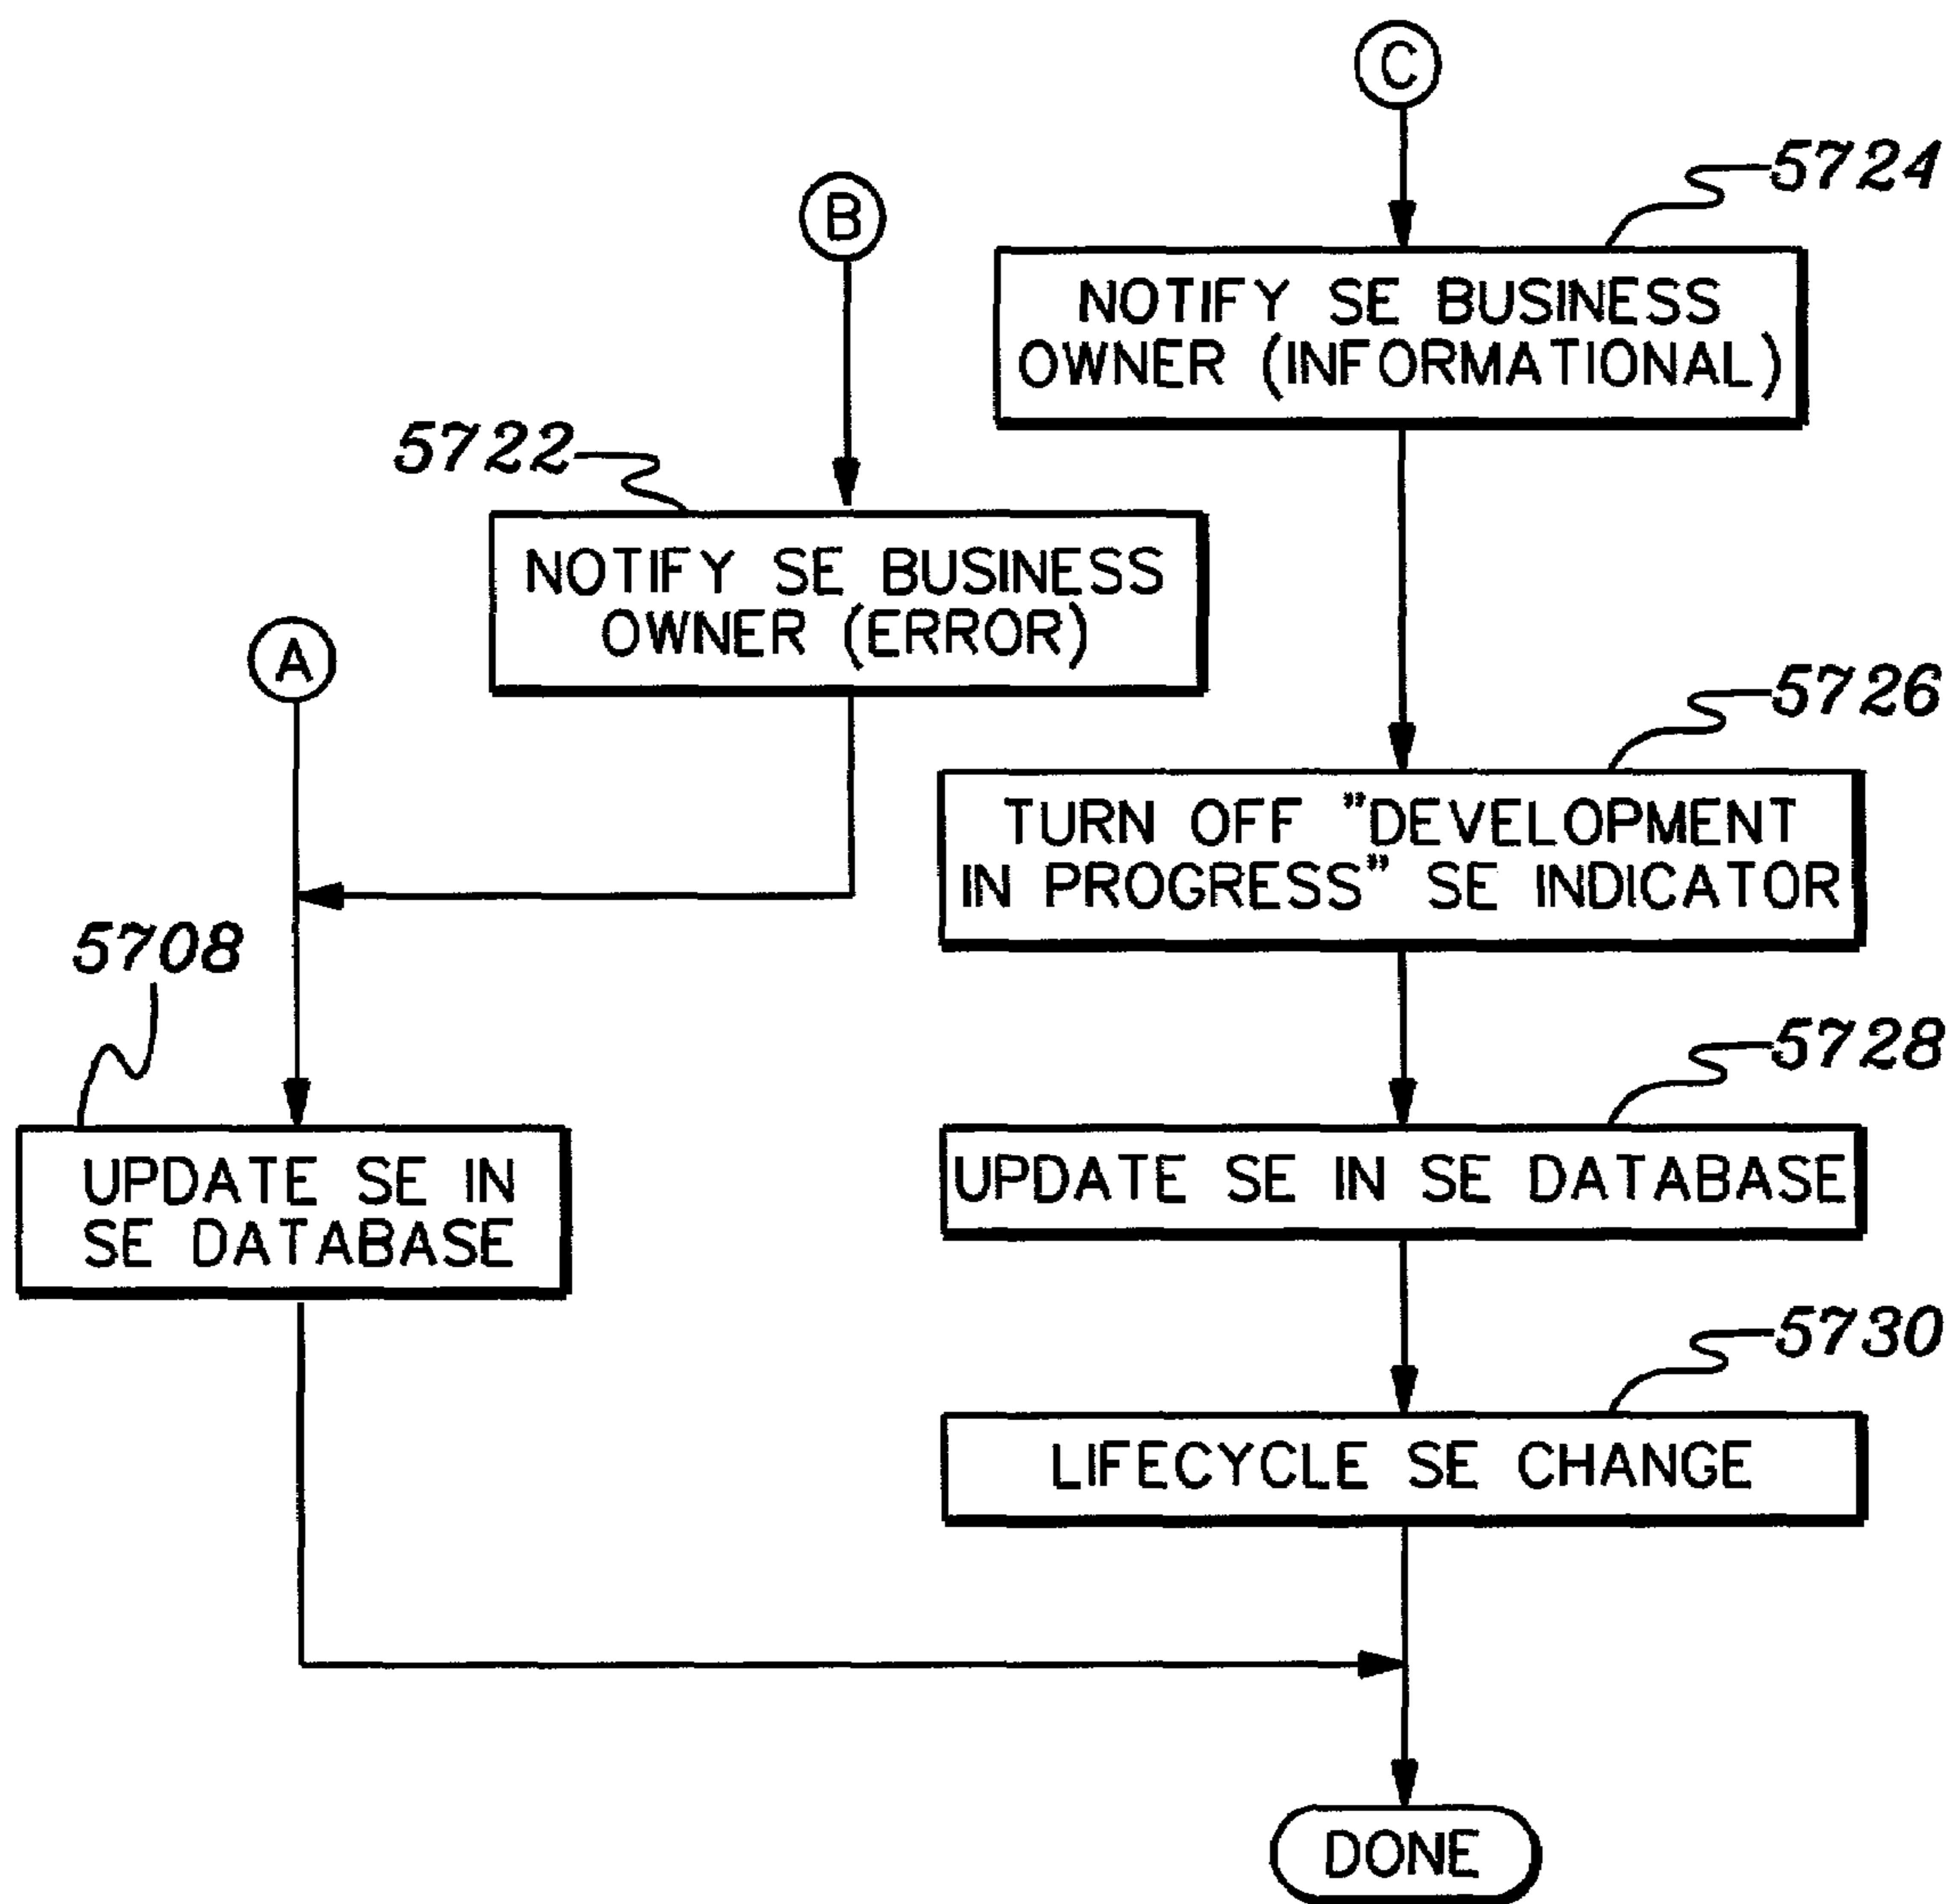 C
5724
B
NOTIFY SE BUSINESS
OWNER (INFORMATIONAL)
5722
NOTIFY SE BUSINESS
OWNER (ERROR)
A
5726
TURN OFF "DEVELOPMENT
IN PROGRESS" SE INDICATOR
5708
5728
UPDATE SE IN
SE DATABASE
UPDATE SE IN SE DATABASE
5730
LIFECYCLE SE CHANGE
DONE